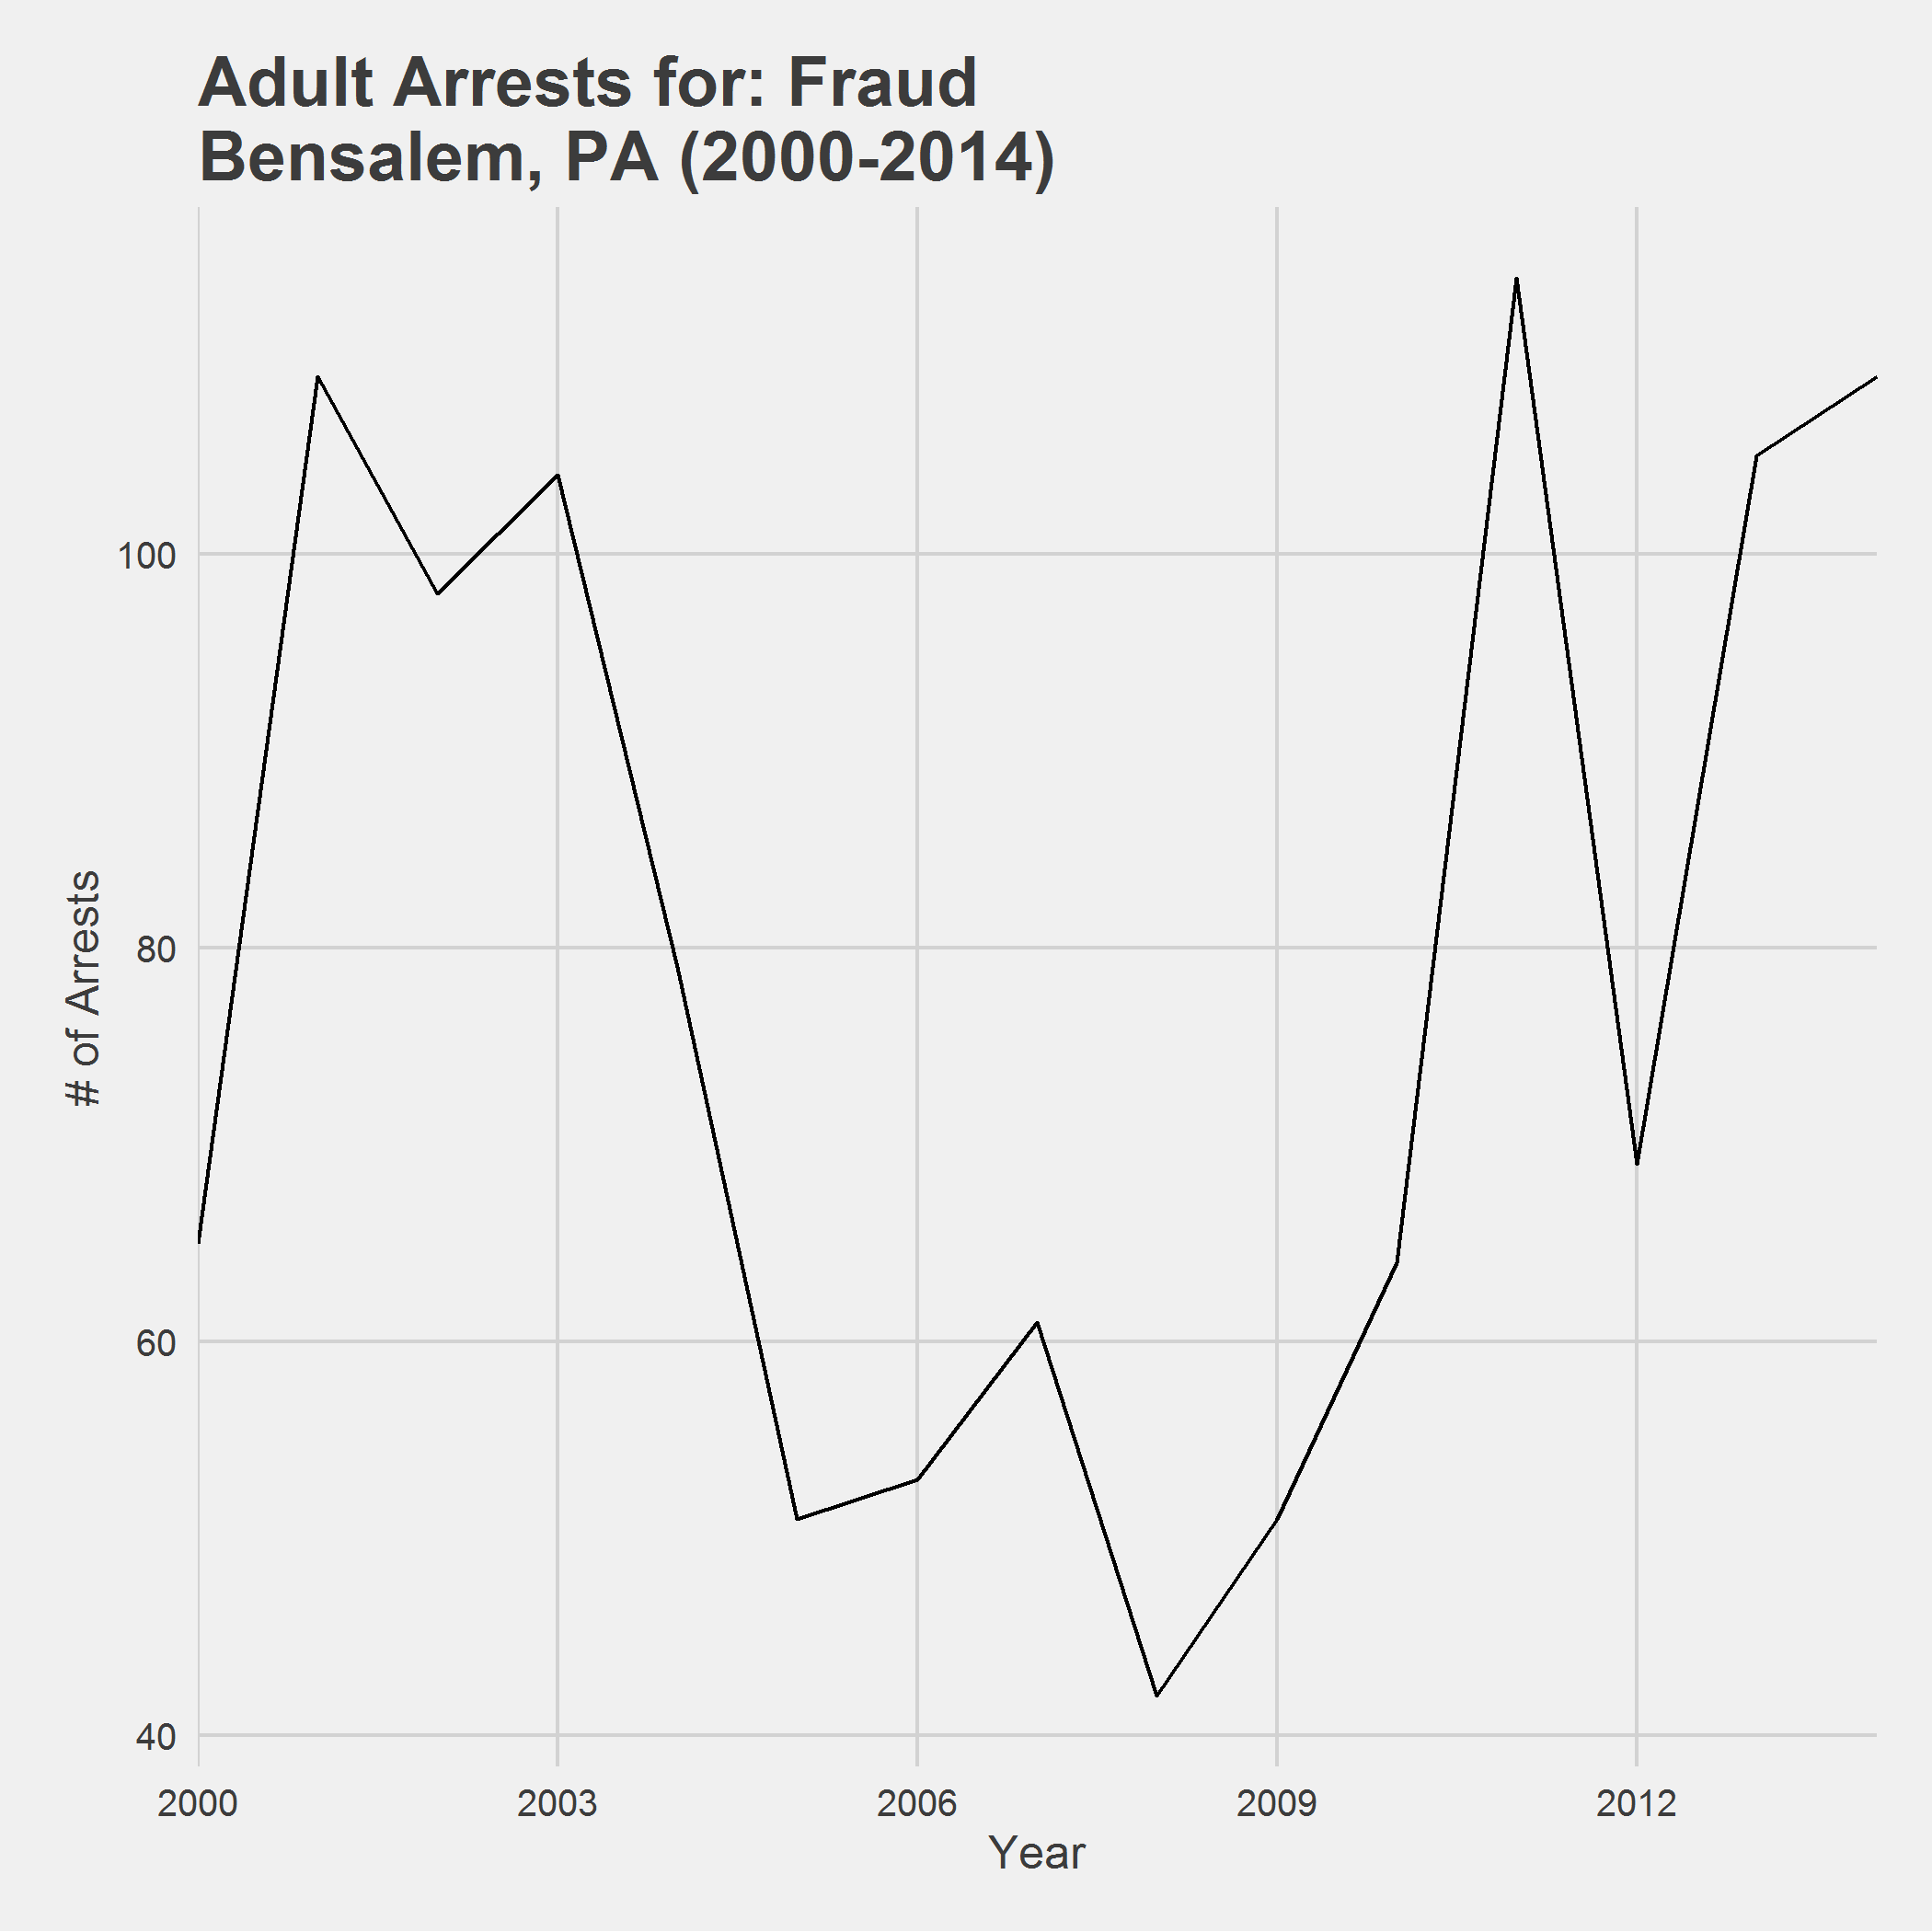 Adult Arrests for: Fraud
Bensalem, PA (2000-2014)
# of Arrests
100
80
60
40
2000 2003 2006 2009 2012
Year